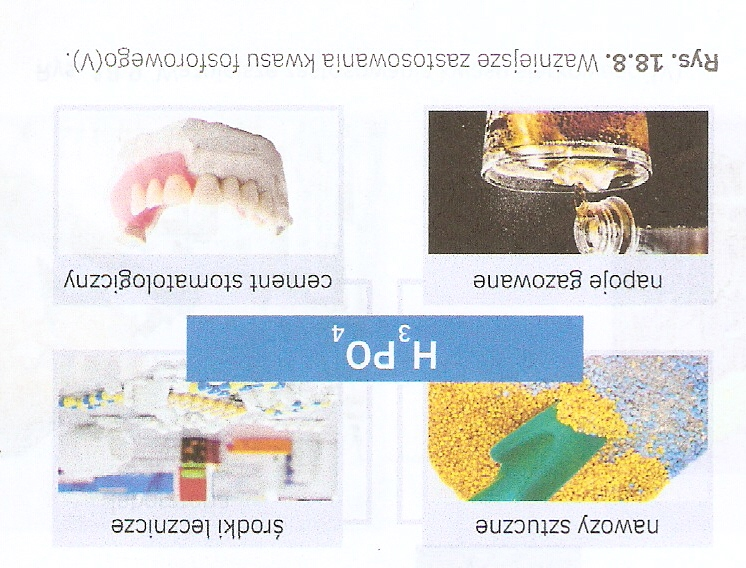 nawozy sztuczne
środki lecznicze
H₃PO₄
napoje gazowane
cement stomatologiczny
Rys. 18.8. Ważniejsze zastosowania kwasu fosforowego(V).